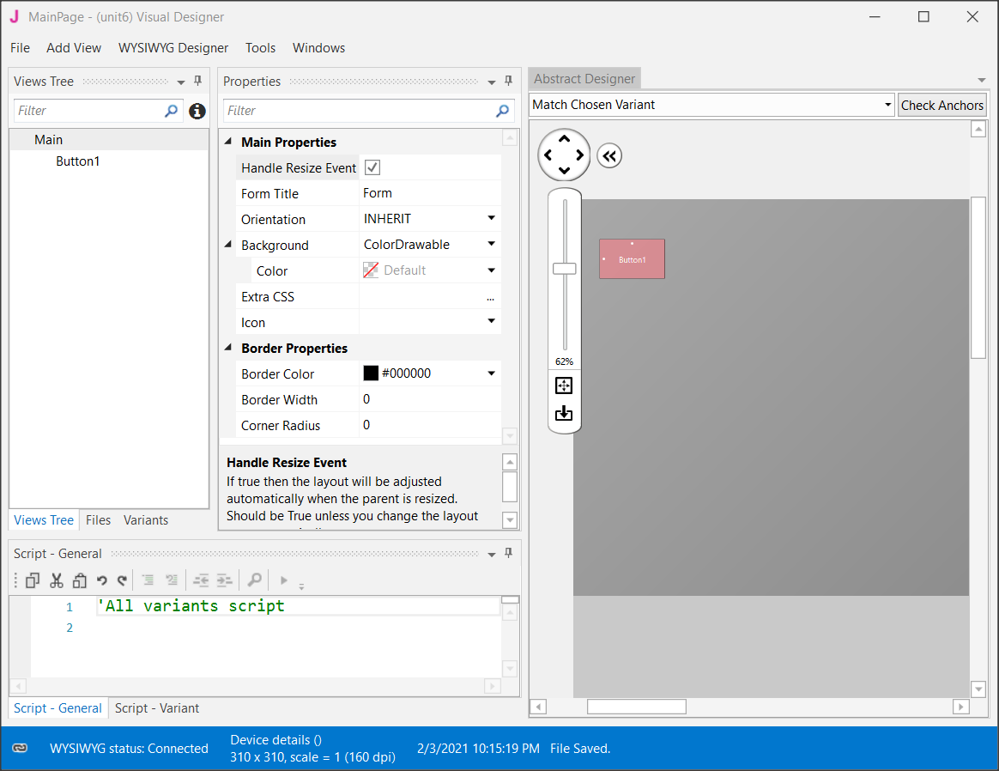 MainPage - (unit6) Visual Designer
File Add View WYSIWYG Designer Tools Windows
Views Tree
Filter
Main
Button1
Views Tree Files Variants
Properties
Filter
Main Properties
Handle Resize Event
Form Title Form
Orientation INHERIT
Background ColorDrawable
Color Default
Extra CSS ...
Icon
Border Properties
Border Color #000000
Border Width 0
Corner Radius 0
Handle Resize Event
If true then the layout will be adjusted
automatically when the parent is resized.
Should be True unless you change the layout
Abstract Designer
Match Chosen Variant Check Anchors
Button1
62%
Script - General
1 'All variants script
2
Script - General Script - Variant
WYSIWYG status: Connected
Device details ()
310 x 310, scale = 1 (160 dpi)
2/3/2021 10:15:19 PM File Saved.